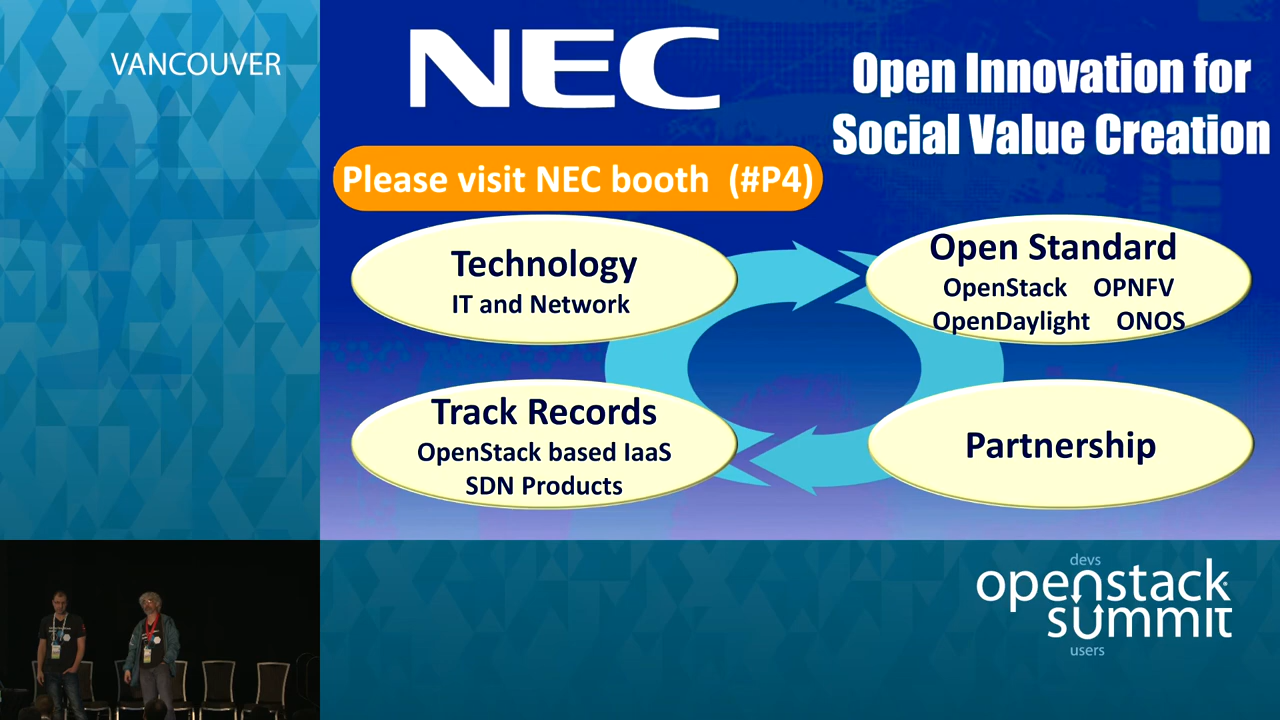 VANCOUVER
NEC
Open Innovation for
Social Value Creation
Please visit NEC booth (#P4)
Technology
IT and Network
Open Standard
OpenStack OPNFV
OpenDaylight ONOS
Track Records
OpenStack based IaaS
SDN Products
Partnership
devs
openstack
summit
users